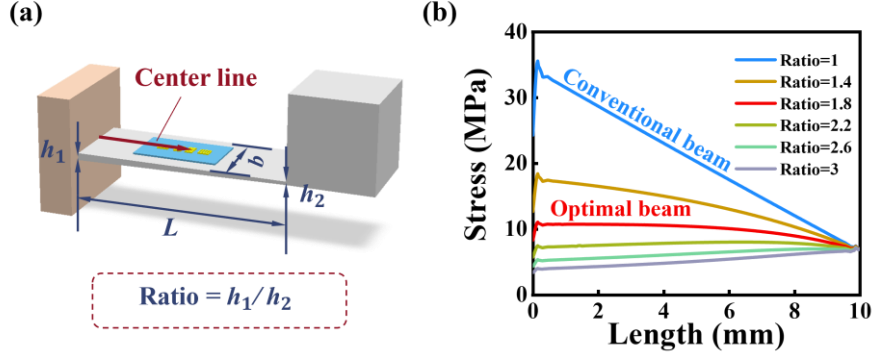 (a)
Center line
h₁
b
h₂
L
Ratio = h₁/h₂
(b)
Stress (MPa)
40
30
20
10
0
Conventional beam
Optimal beam
Ratio=1
Ratio=1.4
Ratio=1.8
Ratio=2.2
Ratio=2.6
Ratio=3
0 2 4 6 8 10
Length (mm)